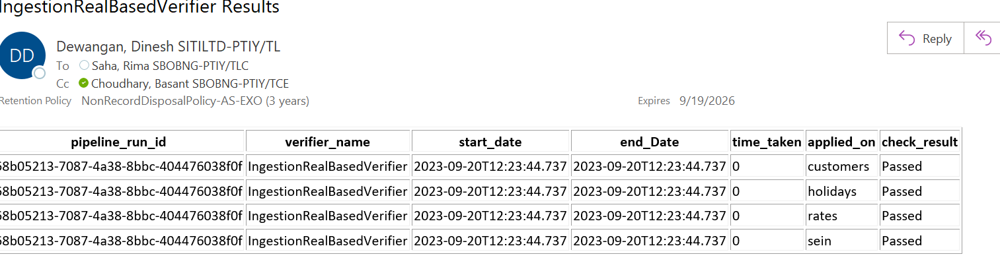 IngestionRealBasedVerifier Results
DD
Dewangan, Dinesh SITILTD-PTIY/TL
To Saha, Rima SBOBNG-PTIY/TLC
Cc Choudhary, Basant SBOBNG-PTIY/TCE
Retention Policy NonRecordDisposalPolicy-AS-EXO (3 years) Expires 9/19/2026
Reply
pipeline_run_id verifier_name start_date end_Date time_taken applied_on check_result
68b05213-7087-4a38-8bbc-404476038f0f IngestionRealBasedVerifier 2023-09-20T12:23:44.737 2023-09-20T12:23:44.737 0 customers Passed
68b05213-7087-4a38-8bbc-404476038f0f IngestionRealBasedVerifier 2023-09-20T12:23:44.737 2023-09-20T12:23:44.737 0 holidays Passed
68b05213-7087-4a38-8bbc-404476038f0f IngestionRealBasedVerifier 2023-09-20T12:23:44.737 2023-09-20T12:23:44.737 0 rates Passed
68b05213-7087-4a38-8bbc-404476038f0f IngestionRealBasedVerifier 2023-09-20T12:23:44.737 2023-09-20T12:23:44.737 0 sein Passed